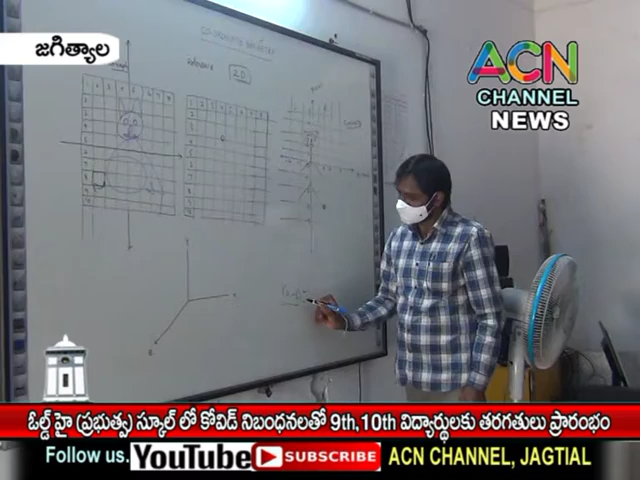 జగిత్యాల
ACN
CHANNEL
NEWS
COORDINATE GEOMETRY
2D
ఓల్డ్ హై (ప్రభుత్వ) స్కూల్ లో కోవిడ్ నిబంధనలతో 9th,10th విద్యార్థులకు తరగతులు ప్రారంభం
Follow us. YouTube SUBSCRIBE ACN CHANNEL, JAGTIAL